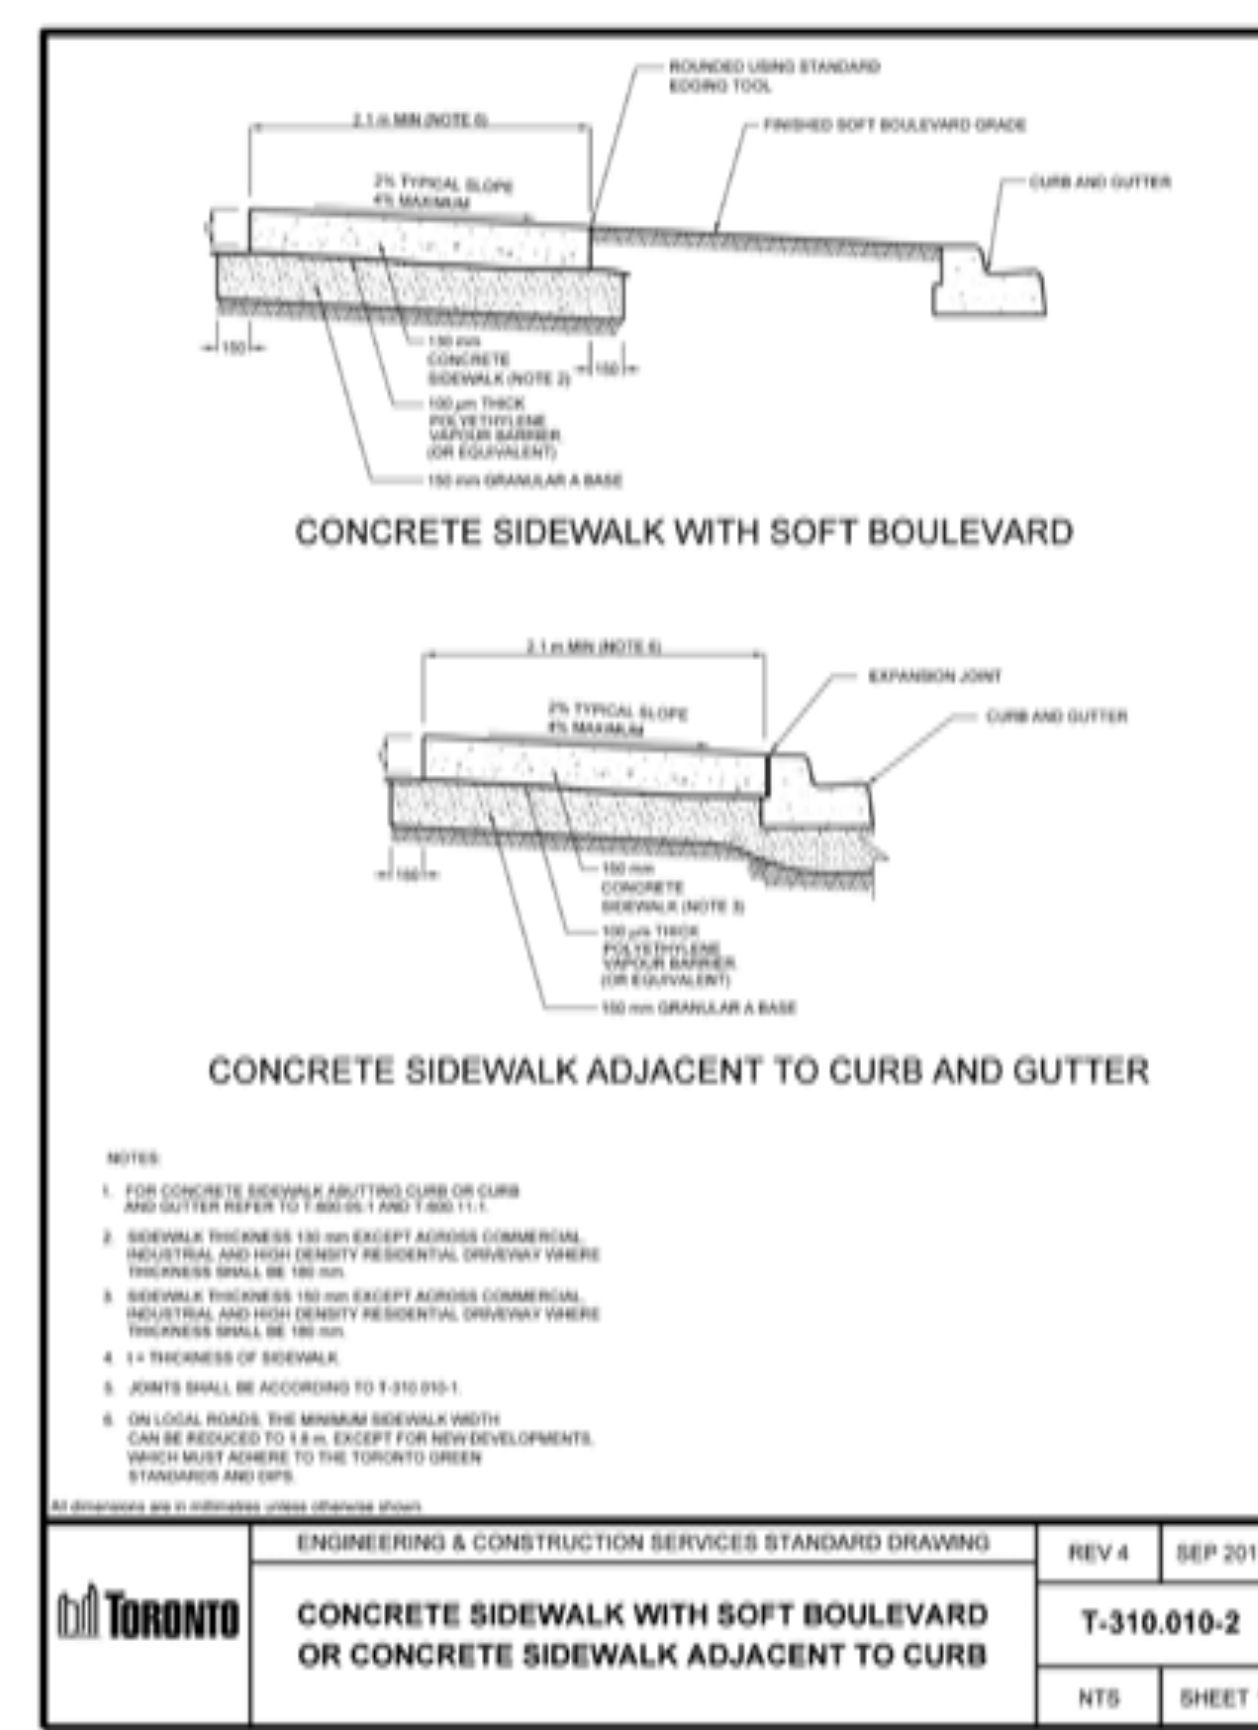 ROUNDED USING STANDARD
EDGING TOOL
2.1 m MIN (NOTE 6)
FINISHED SOFT BOULEVARD GRADE
2% TYPICAL SLOPE
4% MAXIMUM
CURB AND GUTTER
t
150
130 mm
CONCRETE
SIDEWALK (NOTE 2)
150
100 µm THICK
POLYETHYLENE
VAPOUR BARRIER
(OR EQUIVALENT)
150 mm GRANULAR A BASE
CONCRETE SIDEWALK WITH SOFT BOULEVARD
2.1 m MIN (NOTE 6)
EXPANSION JOINT
2% TYPICAL SLOPE
4% MAXIMUM
CURB AND GUTTER
t
150
150 mm
CONCRETE
SIDEWALK (NOTE 3)
100 µm THICK
POLYETHYLENE
VAPOUR BARRIER
(OR EQUIVALENT)
150 mm GRANULAR A BASE
CONCRETE SIDEWALK ADJACENT TO CURB AND GUTTER
NOTES:
1. FOR CONCRETE SIDEWALK ABUTTING CURB OR CURB
AND GUTTER REFER TO T-600.05-1 AND T-600.11-1.
2. SIDEWALK THICKNESS 130 mm EXCEPT ACROSS COMMERCIAL,
INDUSTRIAL AND HIGH DENSITY RESIDENTIAL DRIVEWAY WHERE
THICKNESS SHALL BE 180 mm.
3. SIDEWALK THICKNESS 150 mm EXCEPT ACROSS COMMERCIAL,
INDUSTRIAL AND HIGH DENSITY RESIDENTIAL DRIVEWAY WHERE
THICKNESS SHALL BE 180 mm.
4. t = THICKNESS OF SIDEWALK.
5. JOINTS SHALL BE ACCORDING TO T-310.010-1.
6. ON LOCAL ROADS, THE MINIMUM SIDEWALK WIDTH
CAN BE REDUCED TO 1.8 m, EXCEPT FOR NEW DEVELOPMENTS,
WHICH MUST ADHERE TO THE TORONTO GREEN
STANDARDS AND DIPS.
All dimensions are in millimetres unless otherwise shown.
TORONTO
ENGINEERING & CONSTRUCTION SERVICES STANDARD DRAWING
CONCRETE SIDEWALK WITH SOFT BOULEVARD
OR CONCRETE SIDEWALK ADJACENT TO CURB
REV 4
SEP 201
T-310.010-2
NTS
SHEET